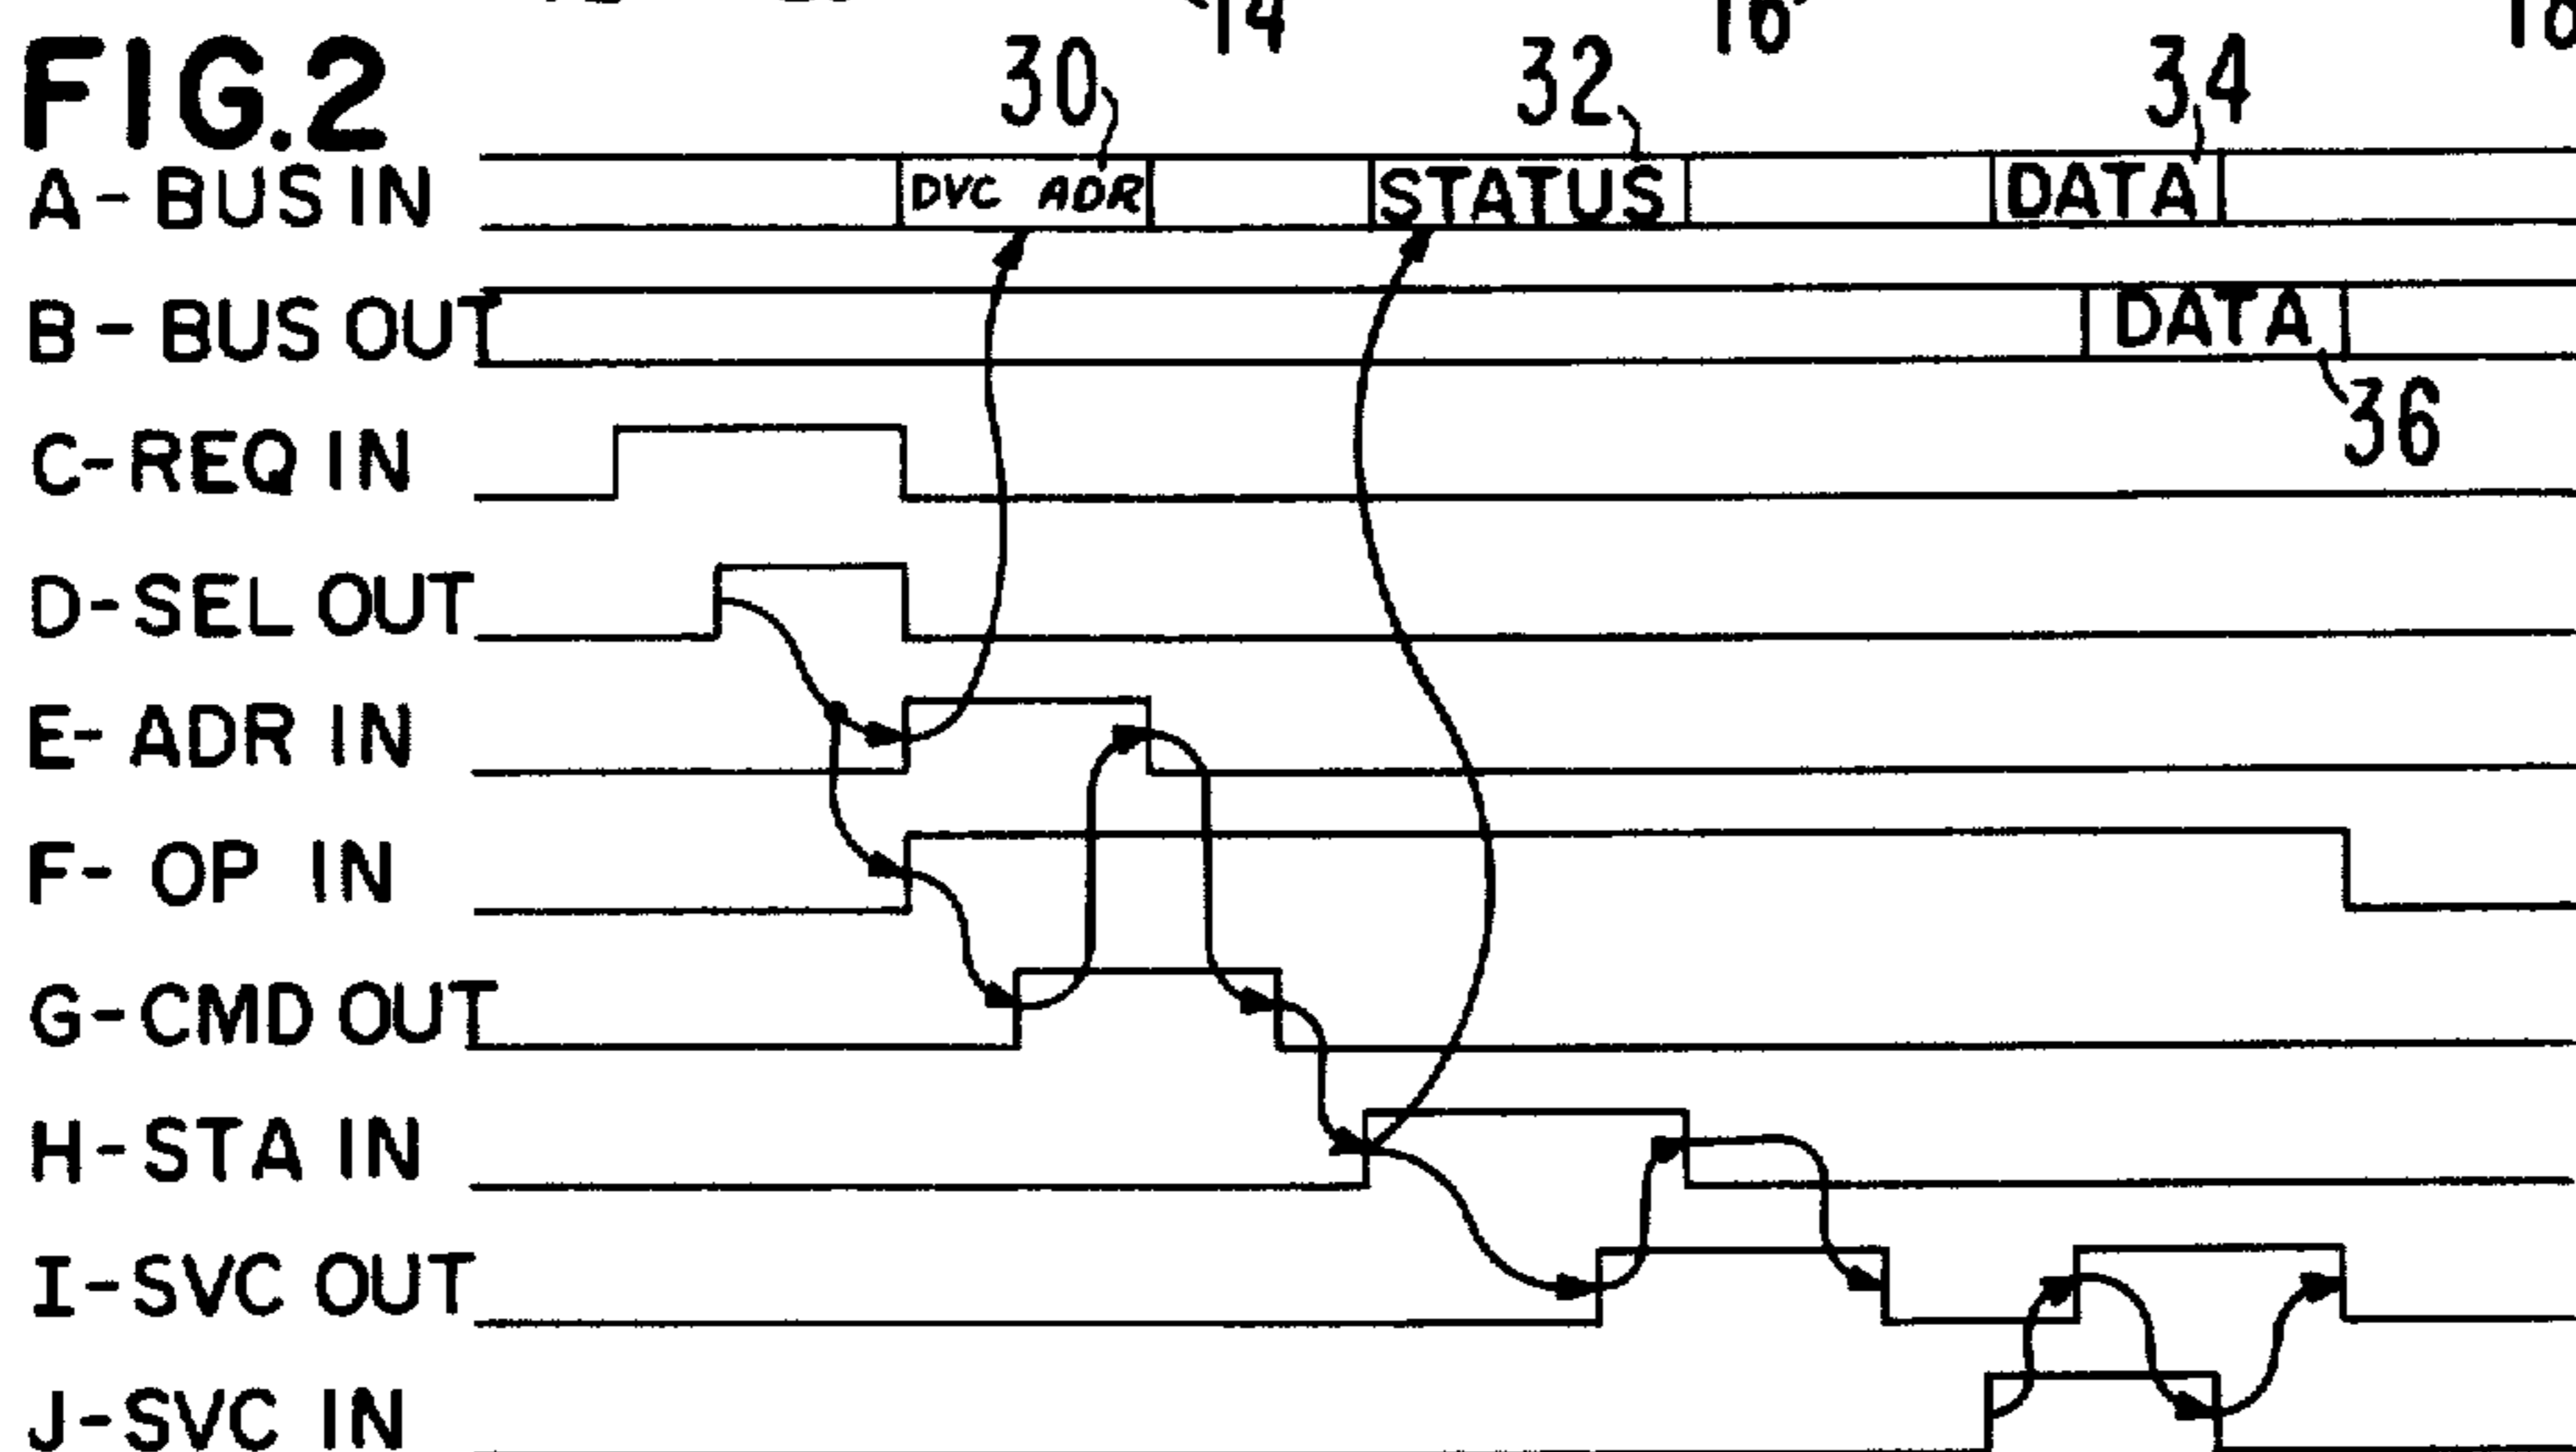 14 16 18
FIG.2
30 32 34
A- BUS IN DVC ADR STATUS DATA
B- BUS OUT DATA
36
C- REQ IN
D-SEL OUT
E- ADR IN
F- OP IN
G-CMD OUT
H-STA IN
I-SVC OUT
J-SVC IN